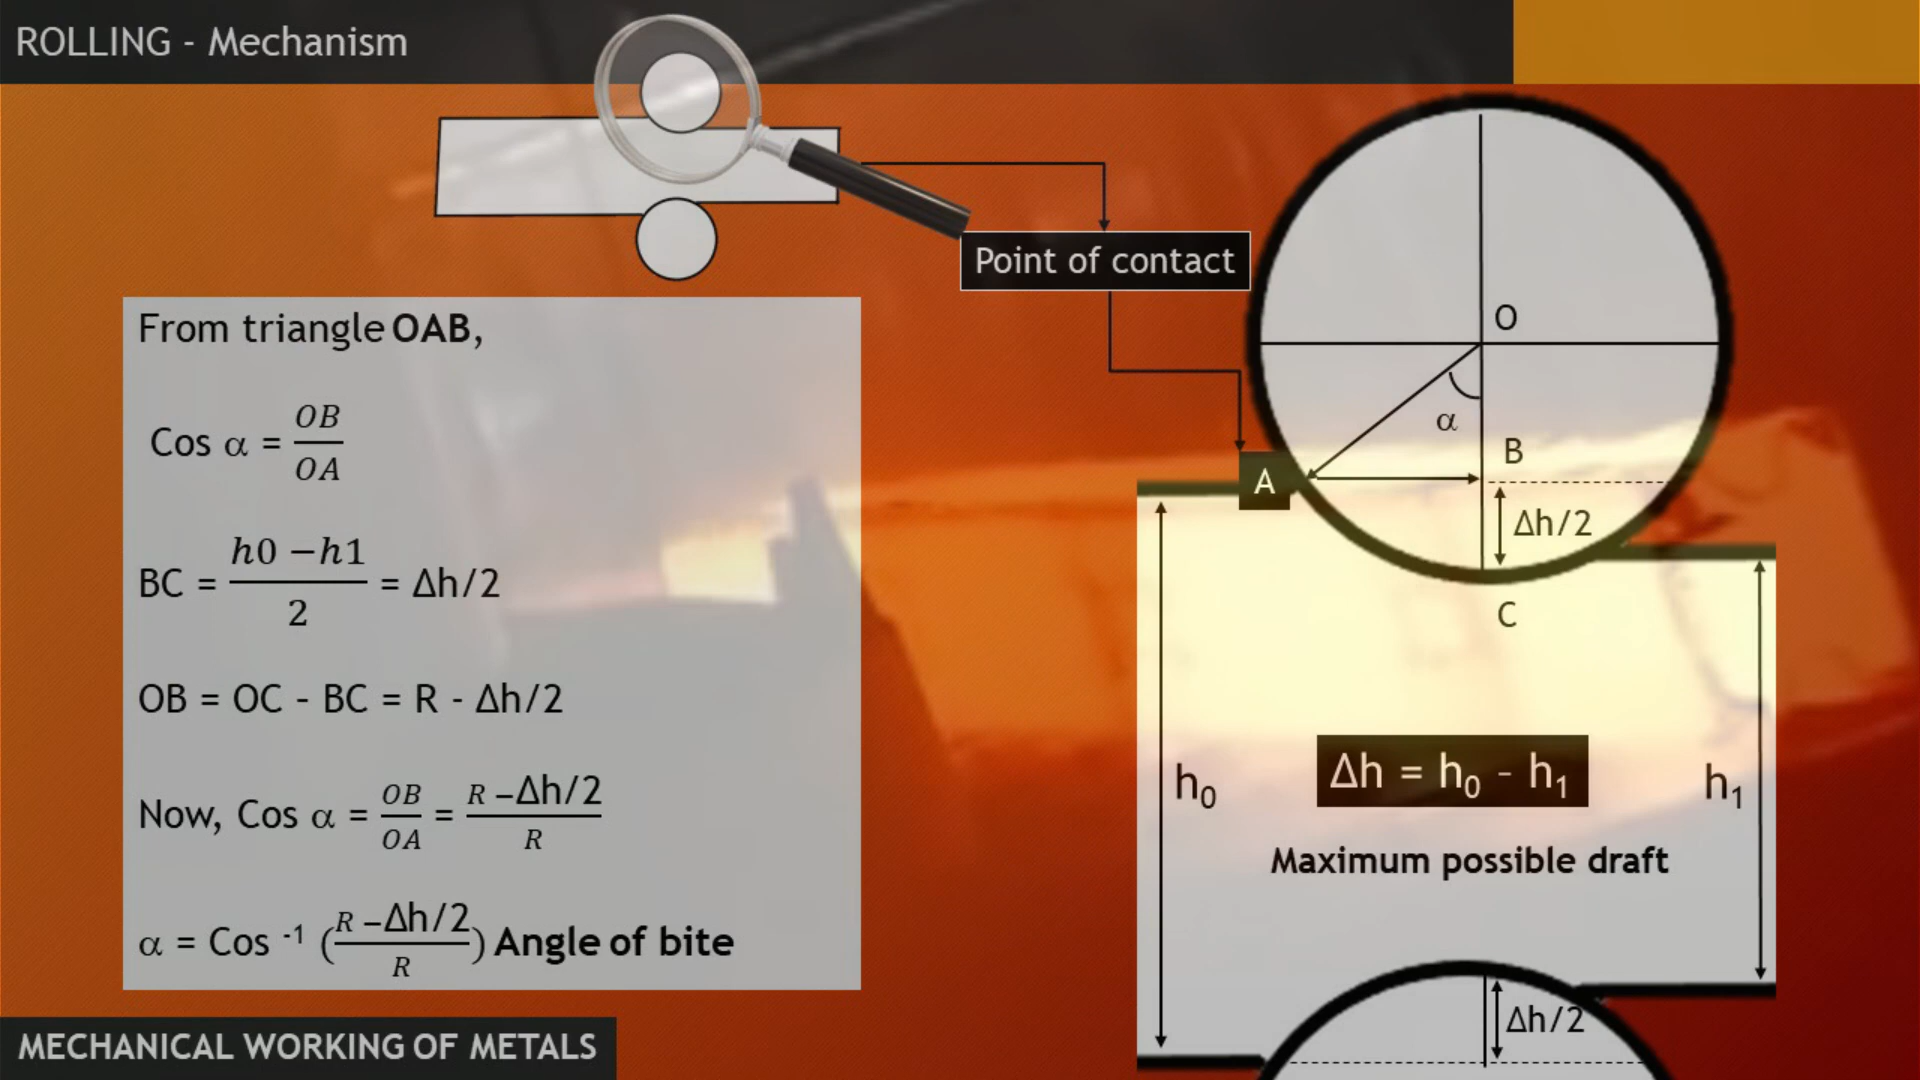 ROLLING - Mechanism
Point of contact
From triangle OAB,
Cos α = OB/OA
BC = h0 – h1/2 = Δh/2
OB = OC – BC = R - Δh/2
Now, Cos α = OB/OA = R – Δh/2/R
α = Cos ⁻¹ (R – Δh/2/R) Angle of bite
O
α
B
A
Δh/2
C
h₀
Δh = h₀ – h₁
h₁
Maximum possible draft
Δh/2
MECHANICAL WORKING OF METALS